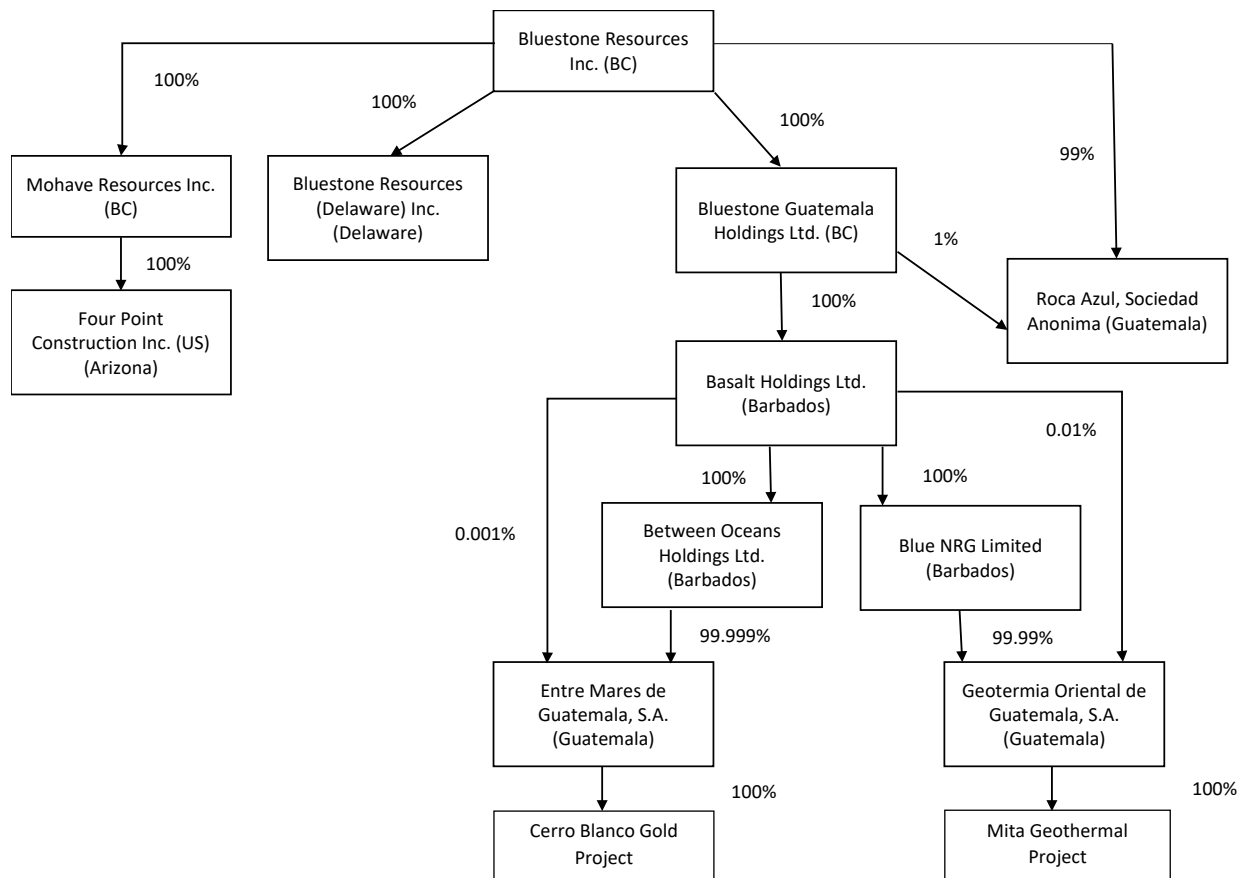 Bluestone Resources
Inc. (BC)
100%
100%
100%
99%
Mohave Resources Inc.
(BC)
Bluestone Resources
(Delaware) Inc.
(Delaware)
Bluestone Guatemala
Holdings Ltd. (BC)
1%
100%
100%
Four Point
Construction Inc. (US)
(Arizona)
Roca Azul, Sociedad
Anonima (Guatemala)
Basalt Holdings Ltd.
(Barbados)
0.01%
100%
100%
0.001%
Between Oceans
Holdings Ltd.
(Barbados)
Blue NRG Limited
(Barbados)
99.999%
99.99%
Entre Mares de
Guatemala, S.A.
(Guatemala)
Geotermia Oriental de
Guatemala, S.A.
(Guatemala)
100%
100%
Cerro Blanco Gold
Project
Mita Geothermal
Project